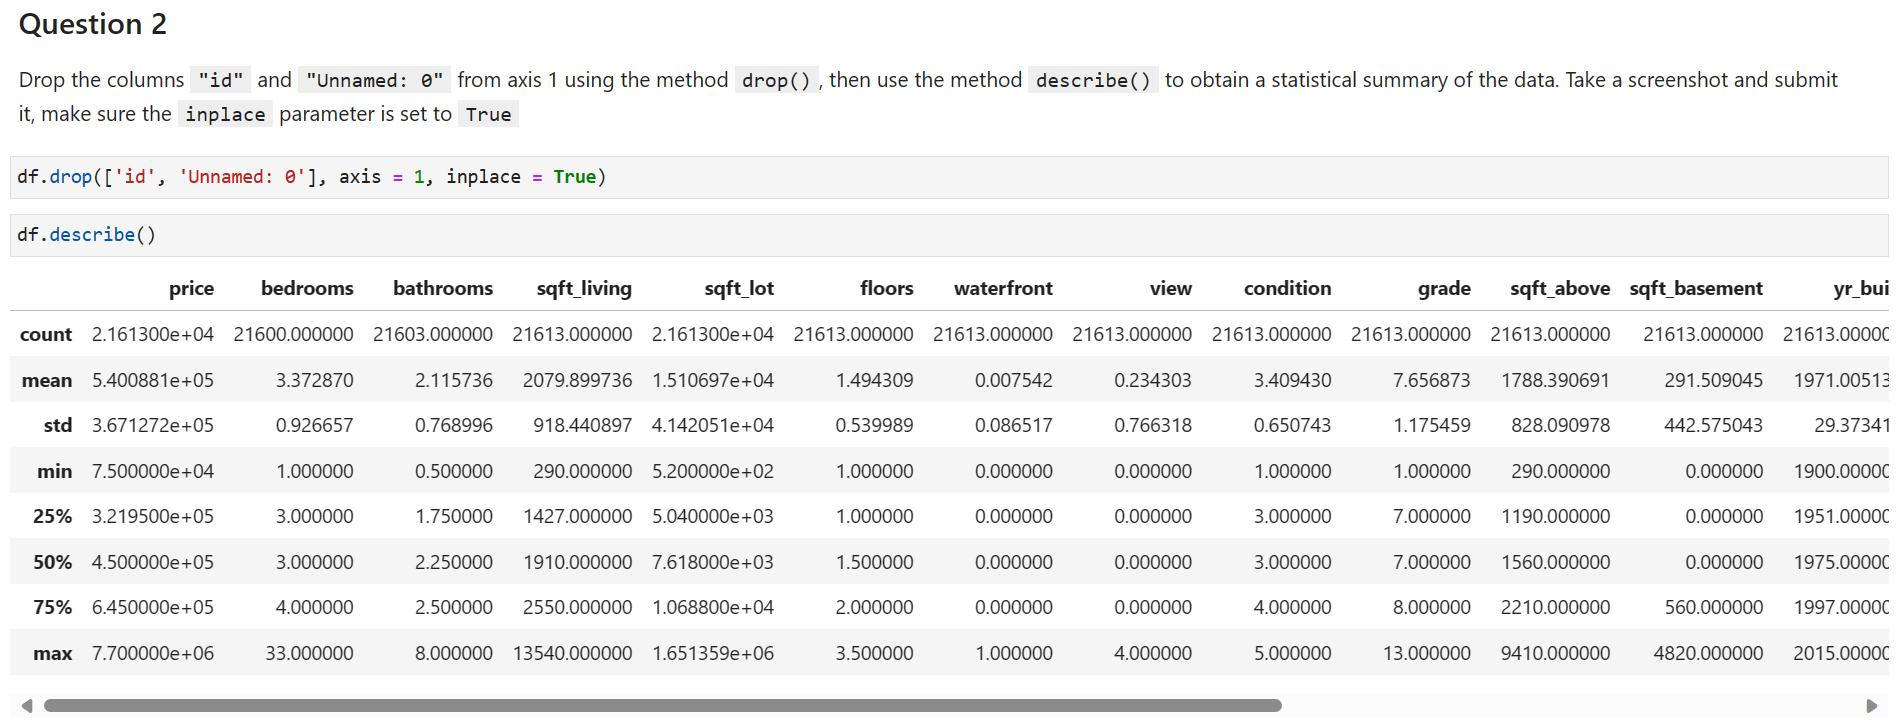 Question 2
Drop the columns "id" and "Unnamed: 0" from axis 1 using the method drop(), then use the method describe() to obtain a statistical summary of the data. Take a screenshot and submit
it, make sure the inplace parameter is set to True
df.drop(['id', 'Unnamed: 0'], axis = 1, inplace = True)
df.describe()
price bedrooms bathrooms sqft_living sqft_lot floors waterfront view condition grade sqft_above sqft_basement yr_bui
count 2.161300e+04 21600.000000 21603.000000 21613.000000 2.161300e+04 21613.000000 21613.000000 21613.000000 21613.000000 21613.000000 21613.000000 21613.000000 21613.00000
mean 5.400881e+05 3.372870 2.115736 2079.899736 1.510697e+04 1.494309 0.007542 0.234303 3.409430 7.656873 1788.390691 291.509045 1971.00513
std 3.671272e+05 0.926657 0.768996 918.440897 4.142051e+04 0.539989 0.086517 0.766318 0.650743 1.175459 828.090978 442.575043 29.37341
min 7.500000e+04 1.000000 0.500000 290.000000 5.200000e+02 1.000000 0.000000 0.000000 1.000000 1.000000 290.000000 0.000000 1900.00000
25% 3.219500e+05 3.000000 1.750000 1427.000000 5.040000e+03 1.000000 0.000000 0.000000 3.000000 7.000000 1190.000000 0.000000 1951.00000
50% 4.500000e+05 3.000000 2.250000 1910.000000 7.618000e+03 1.500000 0.000000 0.000000 3.000000 7.000000 1560.000000 0.000000 1975.00000
75% 6.450000e+05 4.000000 2.500000 2550.000000 1.068800e+04 2.000000 0.000000 0.000000 4.000000 8.000000 2210.000000 560.000000 1997.00000
max 7.700000e+06 33.000000 8.000000 13540.000000 1.651359e+06 3.500000 1.000000 4.000000 5.000000 13.000000 9410.000000 4820.000000 2015.00000